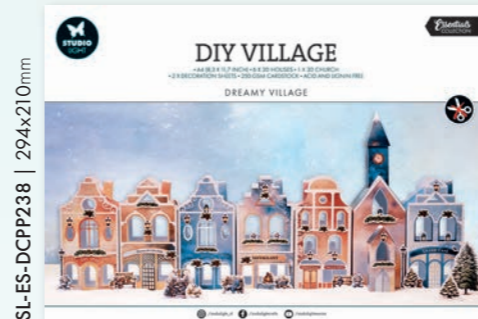 SL-ES-DCPP238 | 294x210mm
STUDIO
LIGHT
Essentials
COLLECTION
DIY VILLAGE
• A4 (8,3 X 11,7 INCH) • 6 X 3D HOUSES • 1 X 3D CHURCH
• 2 X DECORATION SHEETS • 250 GSM CARDSTOCK • ACID AND LIGNIN FREE
DREAMY VILLAGE